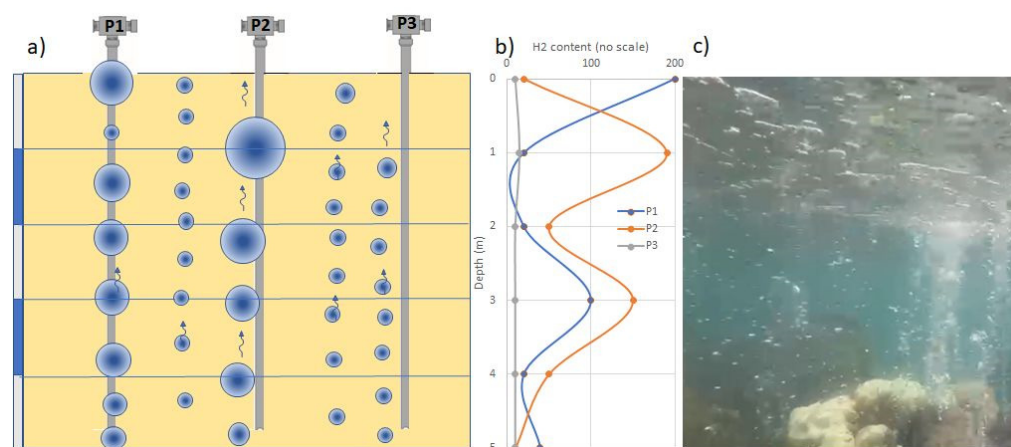 a)
P1
P2
P3
b)
H2 content (no scale)
0
100
200
0
1
2
3
4
5
Depth (m)
P1
P2
P3
c)